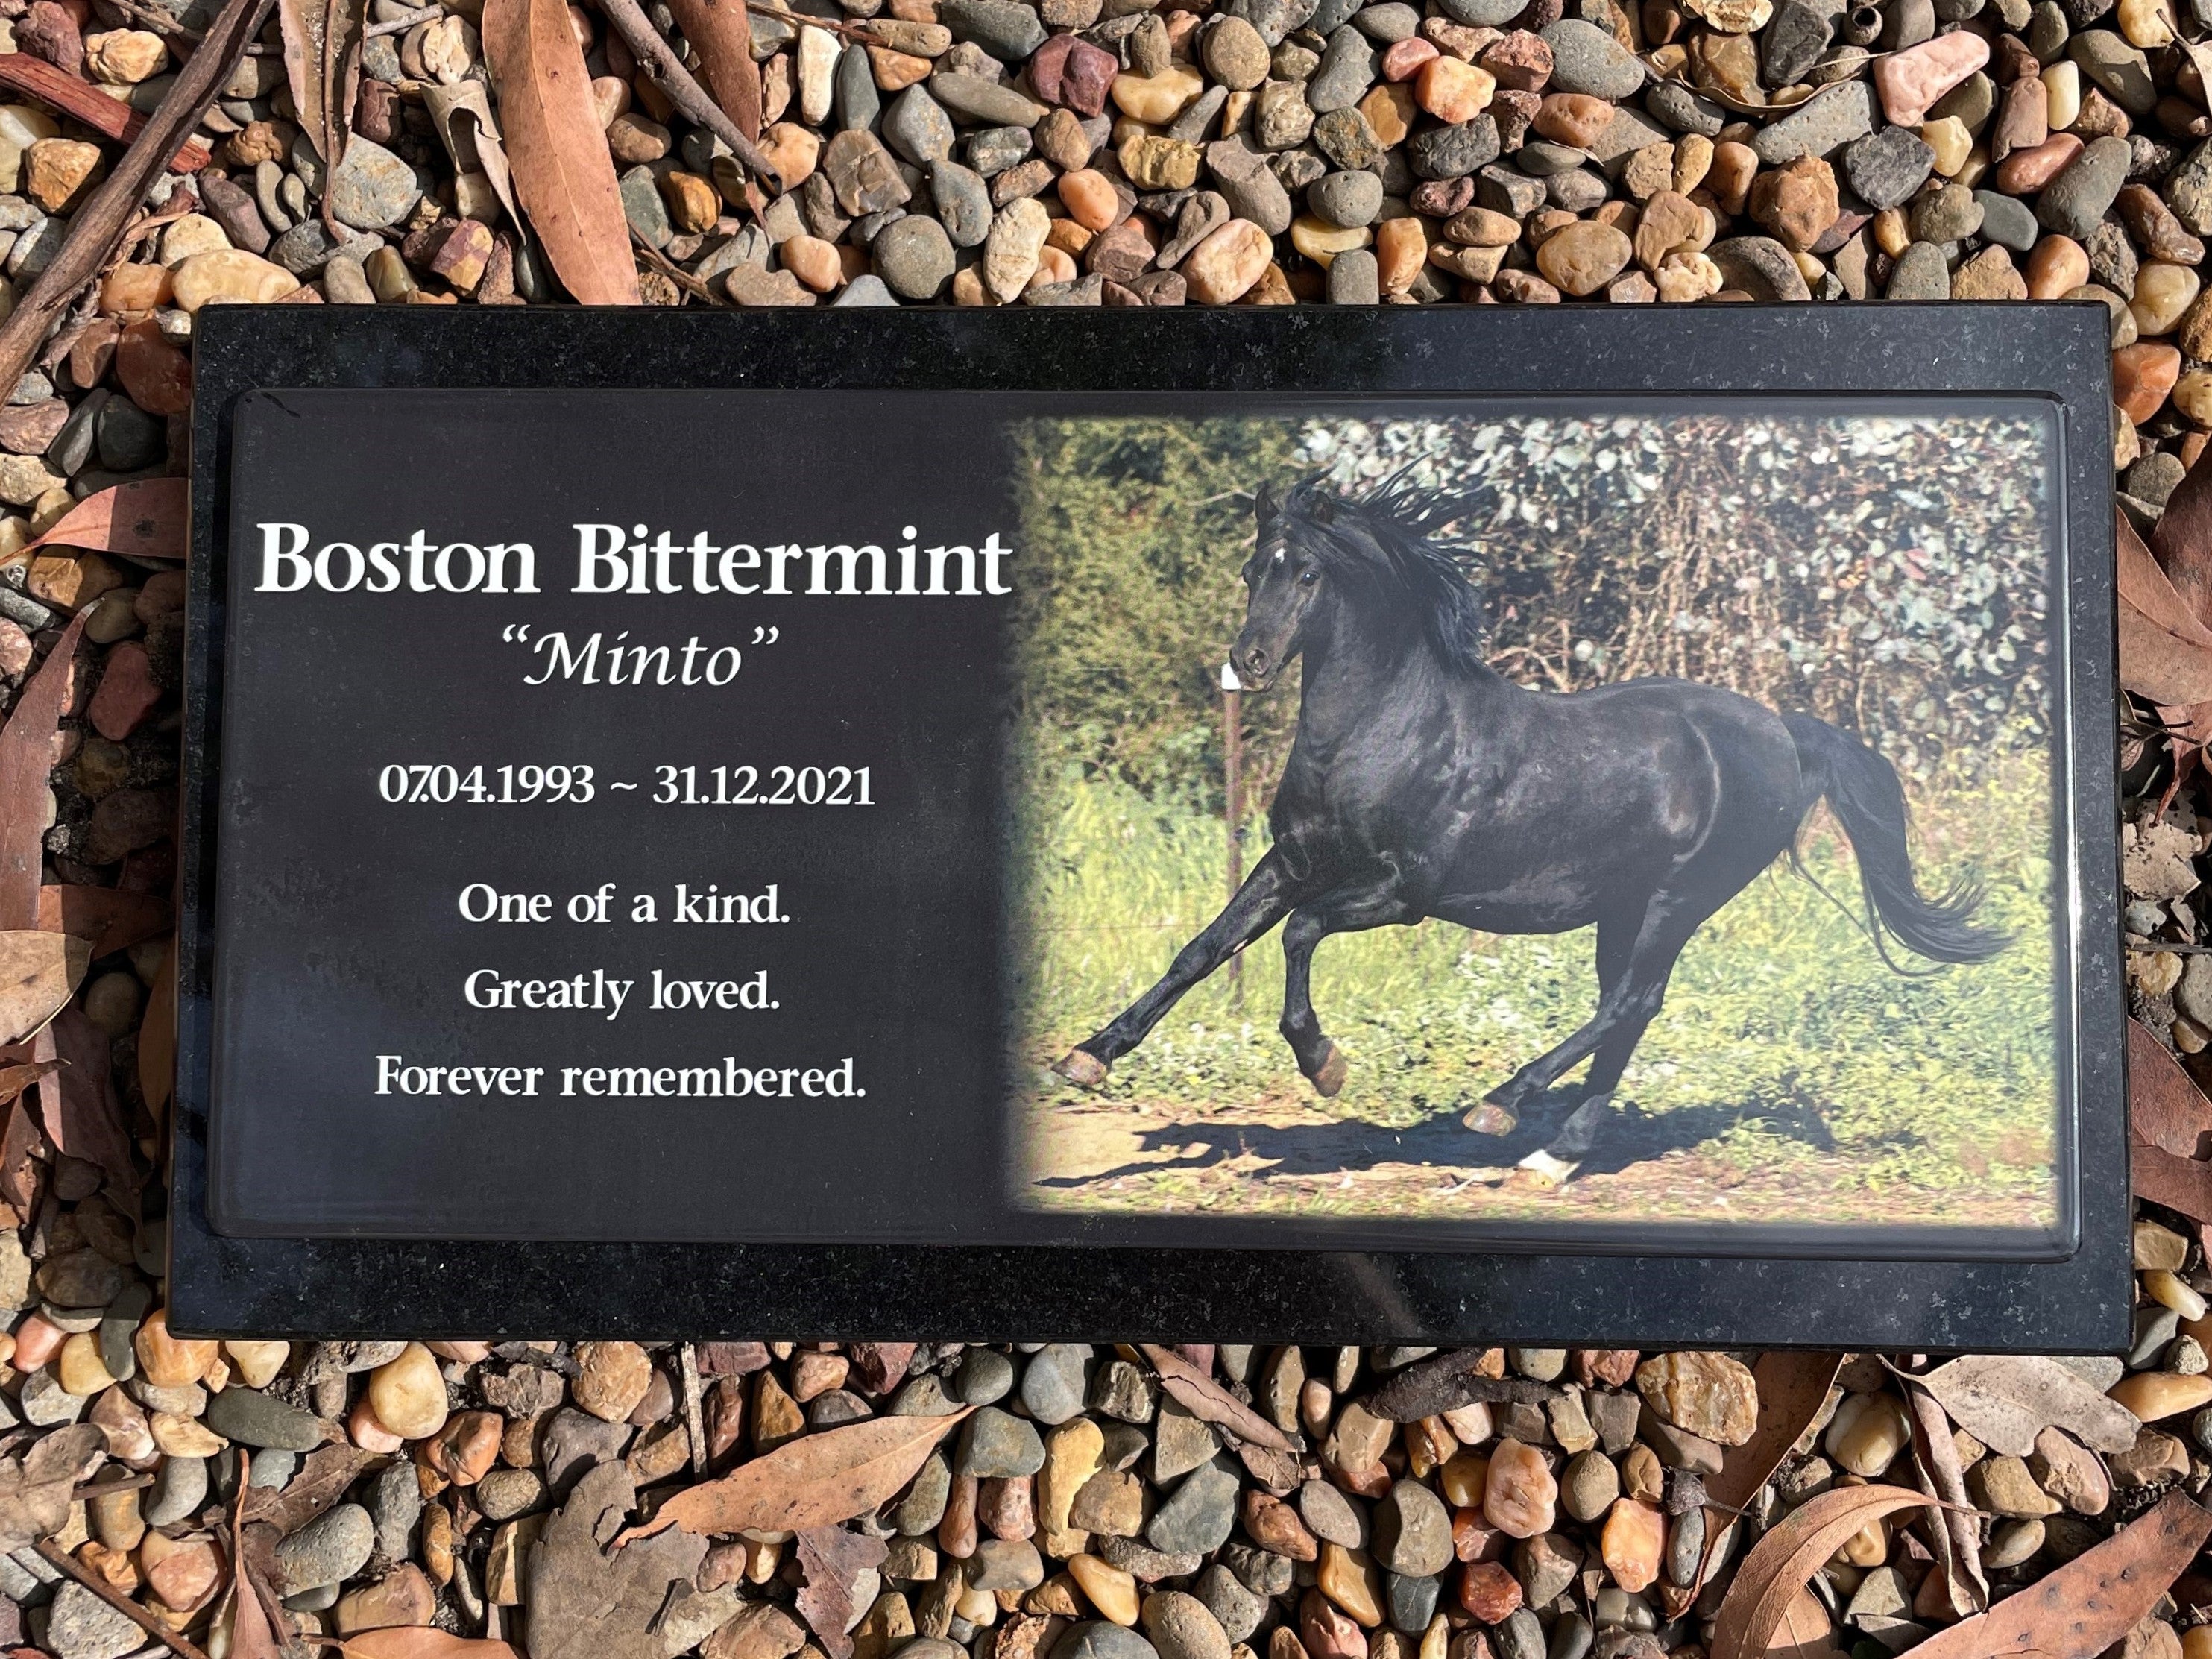 Boston Bittermint
“Minto”
07.04.1993 ~ 31.12.2021
One of a kind.
Greatly loved.
Forever remembered.